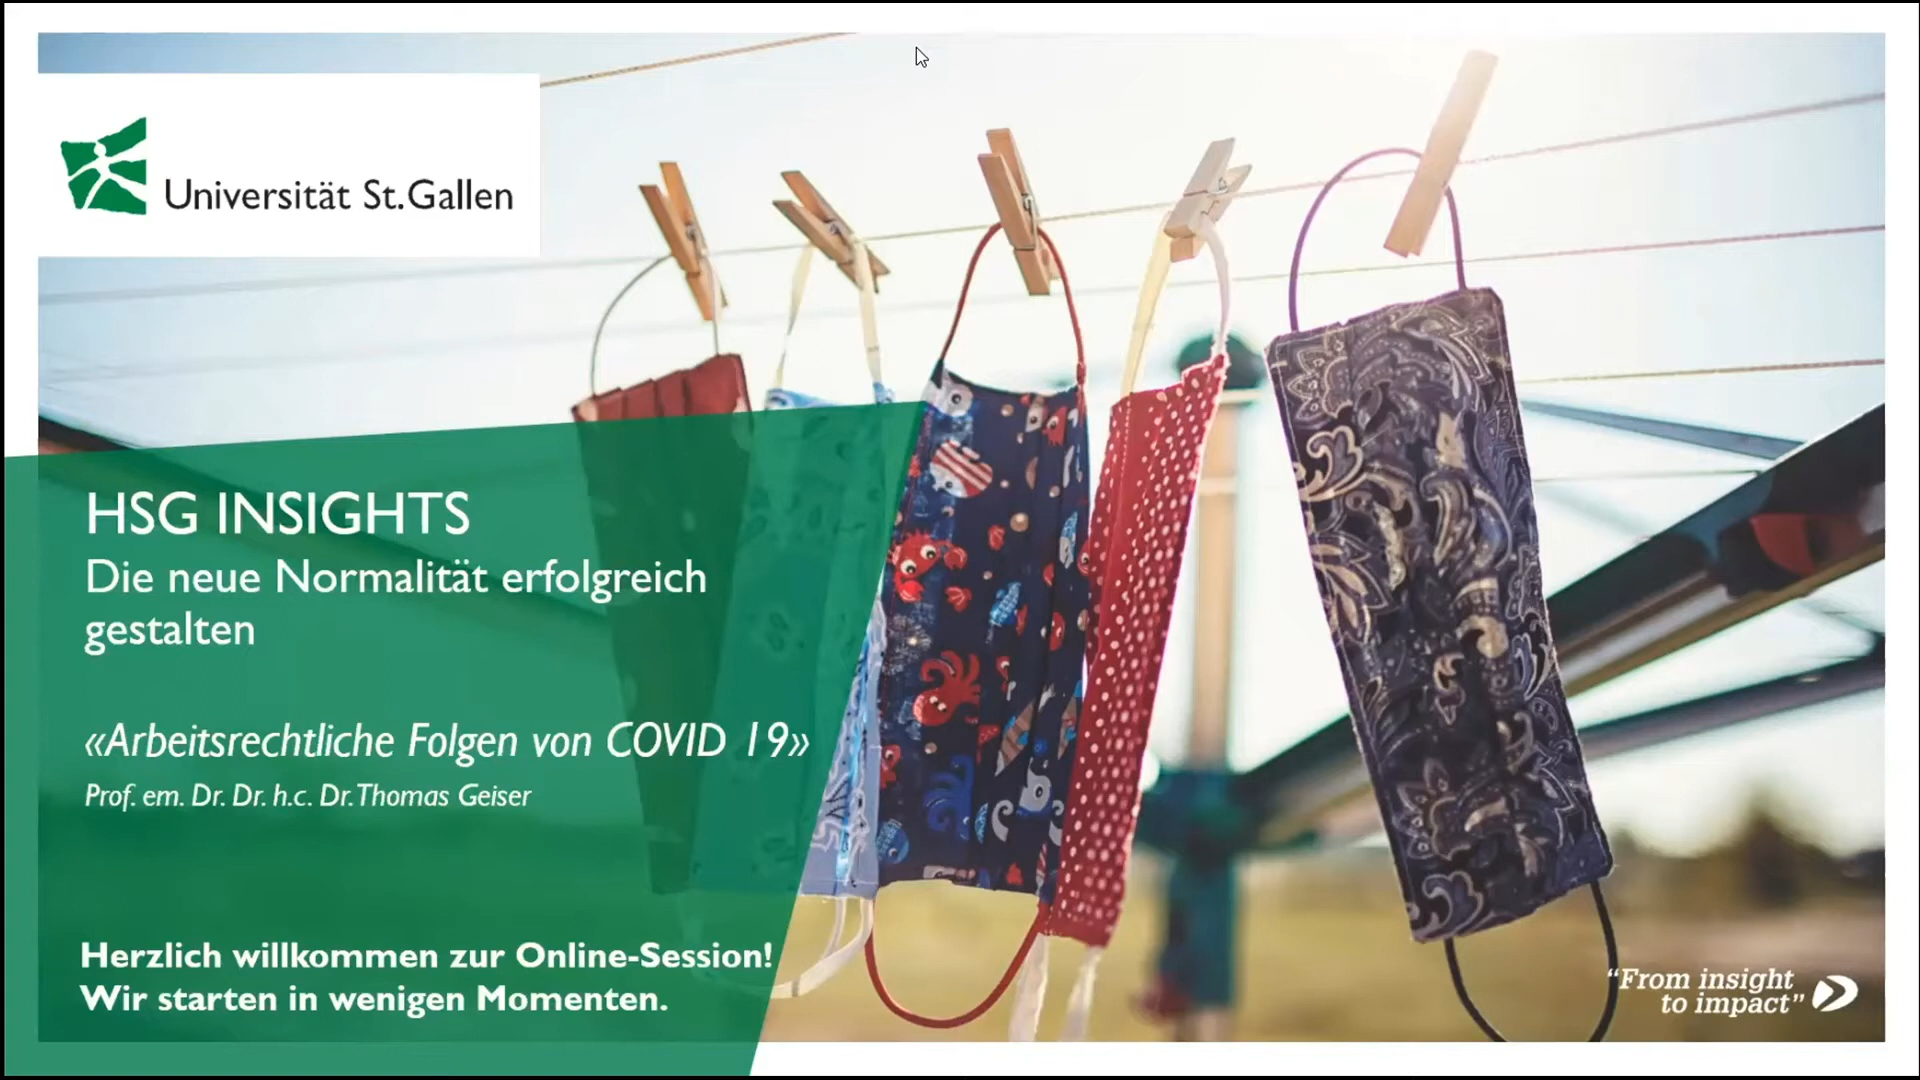 Universität St.Gallen
HSG INSIGHTS
Die neue Normalität erfolgreich
gestalten
«Arbeitsrechtliche Folgen von COVID 19»
Prof. em. Dr. Dr. h.c. Dr. Thomas Geiser
Herzlich willkommen zur Online-Session!
Wir starten in wenigen Momenten.
“From insight
to impact”